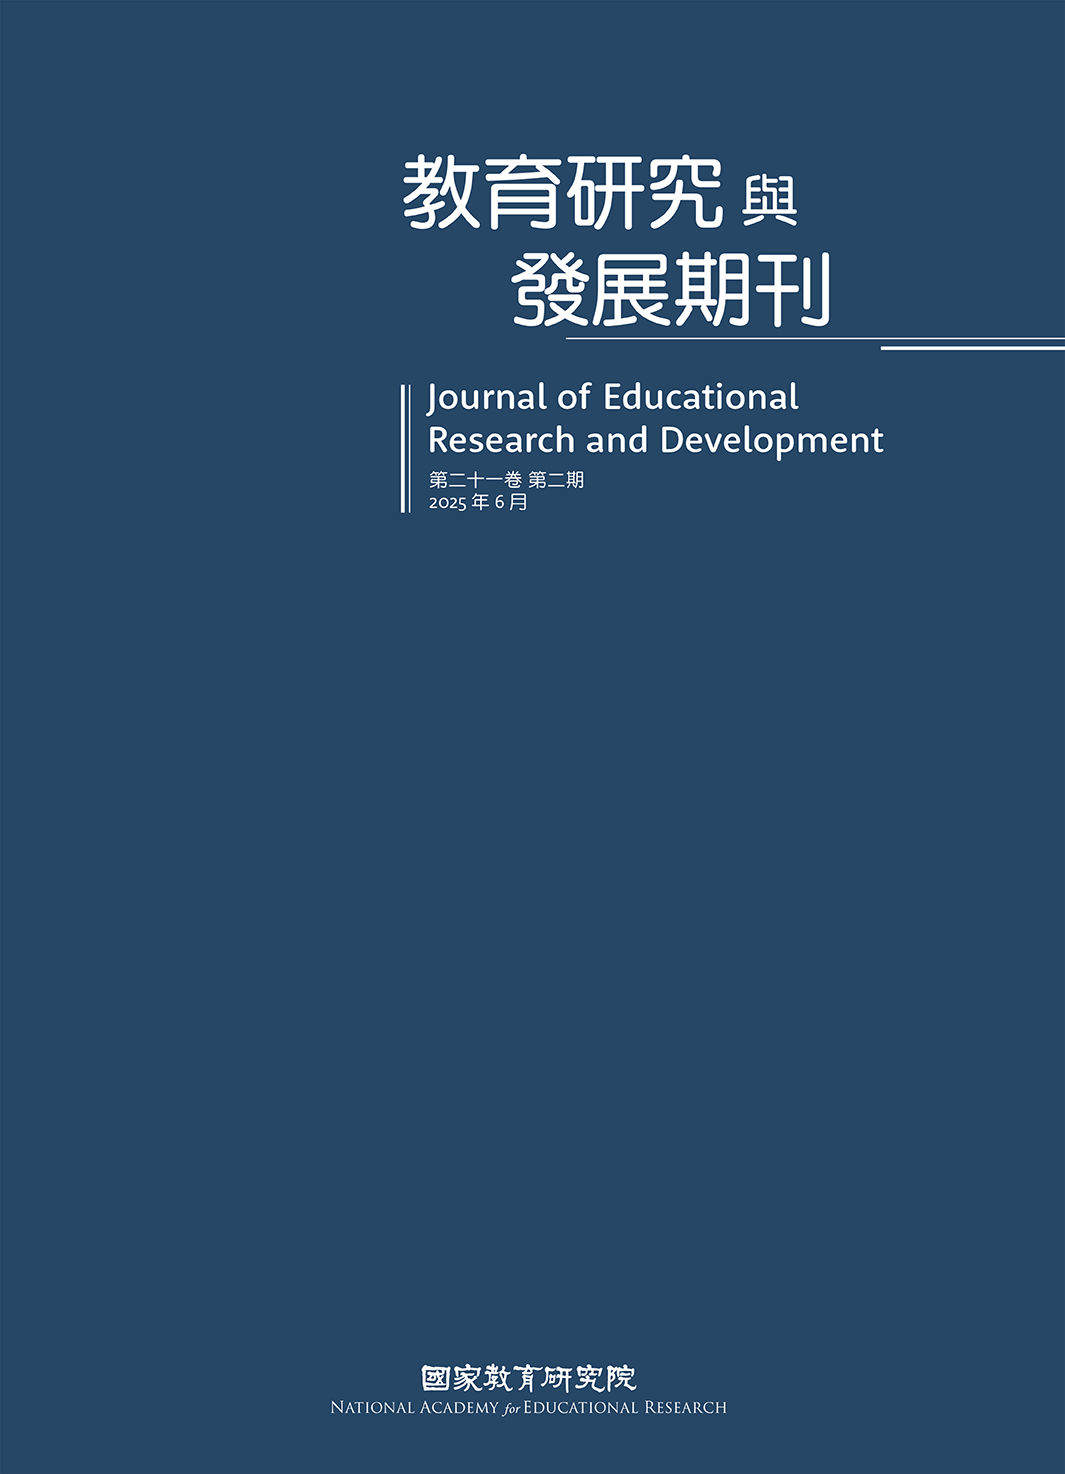 教育研究與
發展期刊
Journal of Educational
Research and Development
第二十一卷 第二期
2025 年 6 月
國家教育研究院
NATIONAL ACADEMY for EDUCATIONAL RESEARCH